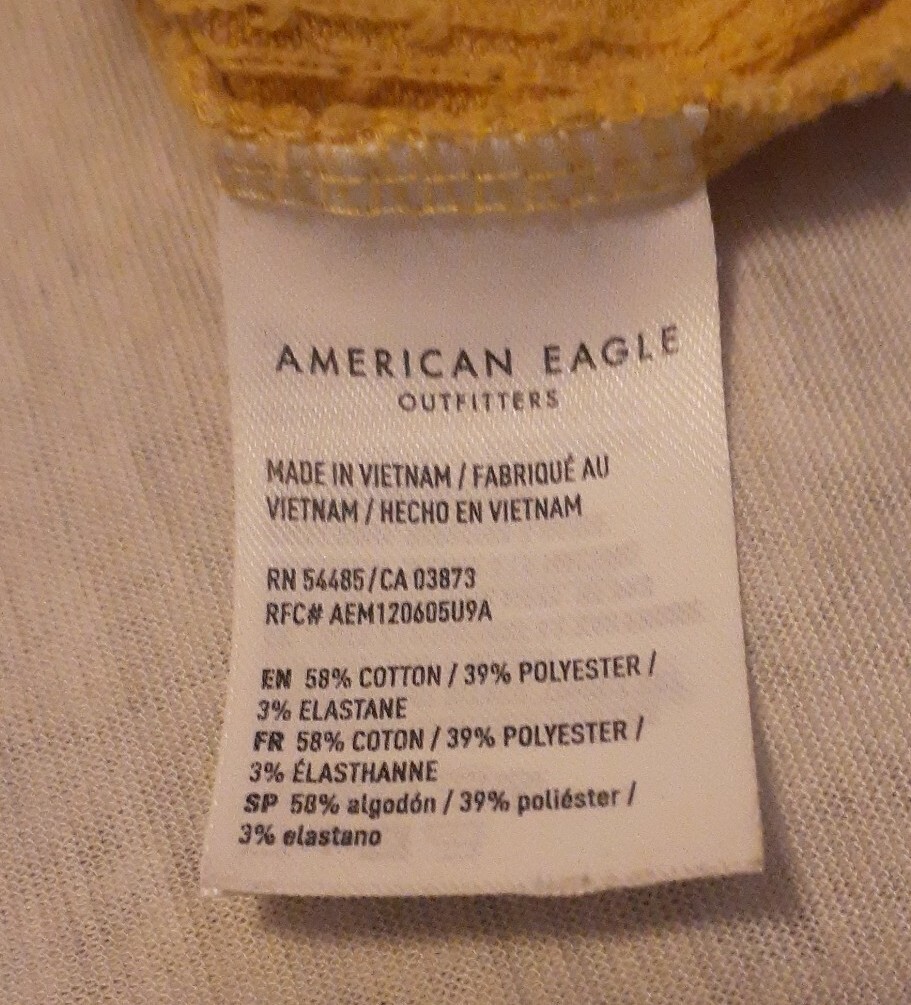 AMERICAN EAGLE
OUTFITTERS
MADE IN VIETNAM / FABRIQUÉ AU
VIETNAM / HECHO EN VIETNAM
RN 54485/CA 03873
RFC# AEM120605U9A
EN 58% COTTON / 39% POLYESTER /
3% ELASTANE
FR 58% COTON / 39% POLYESTER /
3% ÉLASTHANNE
SP 58% algodón / 39% poliéster /
3% elastano